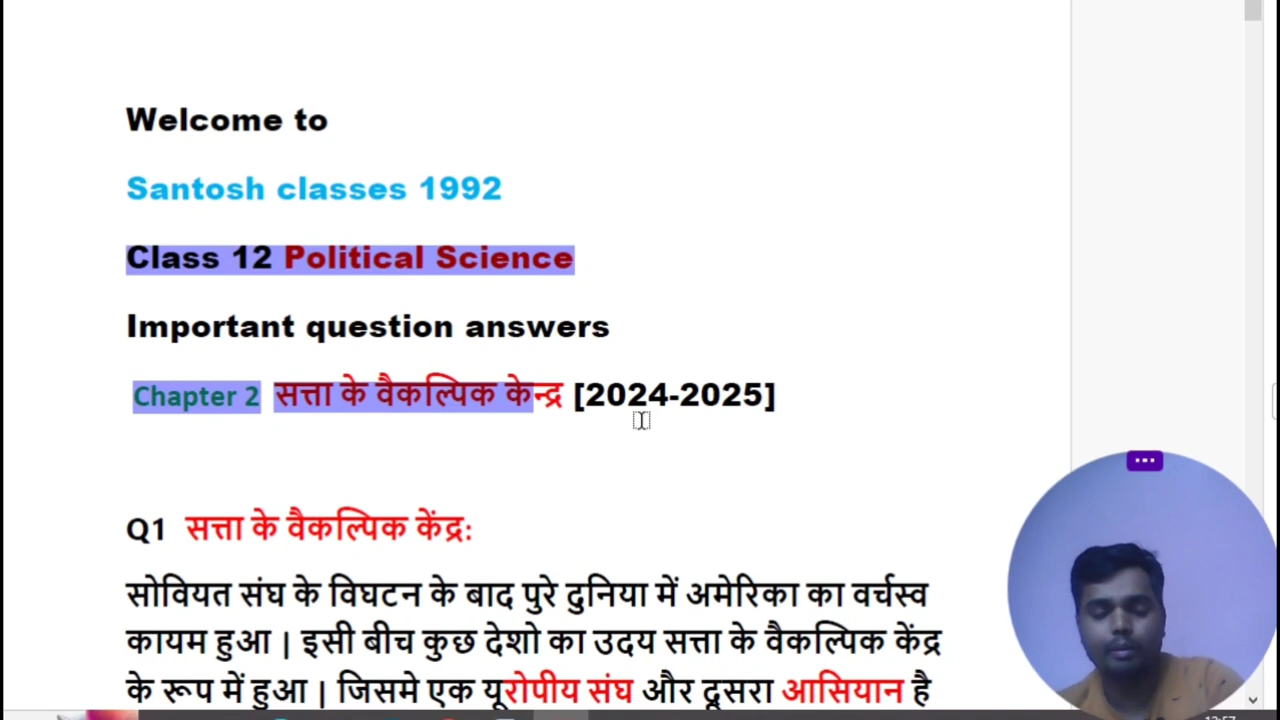 Welcome to
Santosh classes 1992
Class 12 Political Science
Important question answers
Chapter 2 सत्ता के वैकल्पिक केन्द्र [2024-2025]
Q1 सत्ता के वैकल्पिक केंद्र:
सोवियत संघ के विघटन के बाद पुरे दुनिया में अमेरिका का वर्चस्व
कायम हुआ | इसी बीच कुछ देशो का उदय सत्ता के वैकल्पिक केंद्र
के रूप में हुआ | जिसमे एक यूरोपीय संघ और दूसरा आसियान है